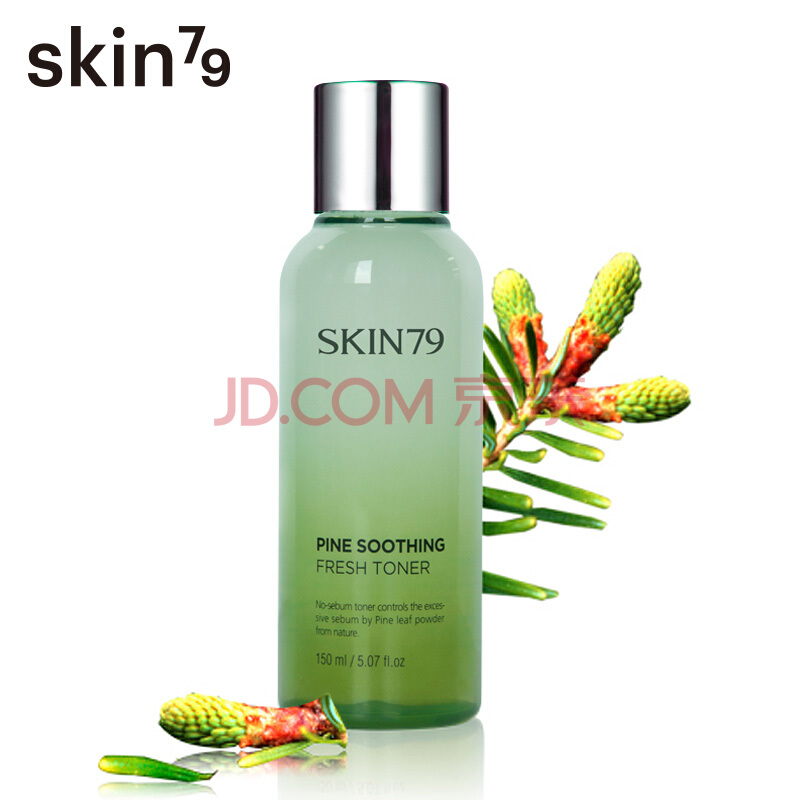 skin79
SKIN79
JD.COM 京东
PINE SOOTHING
FRESH TONER
No-sebum toner controls the exces-
sive sebum by Pine leaf powder
from nature.
150 ml / 5.07 fl.oz